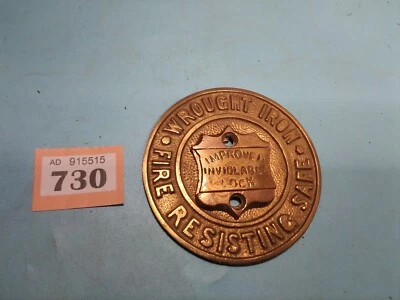 AD 915515
730
WROUGHT IRON
FIRE RESISTING SAFE
IMPROVED
INVIOLABLE
LOCK